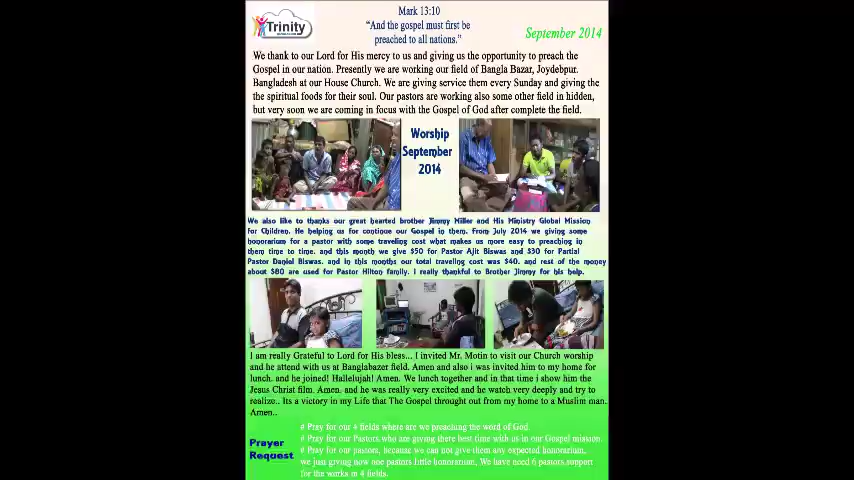 Trinity
Mark 13:10
"And the gospel must first be
preached to all nations."
September 2014
We thank to our Lord for His mercy to us and giving us the opportunity to preach the
Gospel in our nation. Presently we are working our field of Bangla Bazar, Joydebpur.
Bangladesh at our House Church. We are giving service them every Sunday and giving the
the spiritual foods for their soul. Our pastors are working also some other field in hidden,
but very soon we are coming in focus with the Gospel of God after complete the field.
Worship
September
2014
We also like to thanks our great hearted brother Jimmy Miller and His Ministry Global Mission
for Children. He helping us for continue our Gospel in them. From July 2014 we giving some
honorarium for a pastor with some traveling cost what makes us more easy to preaching in
them time to time. and this month we give $50 for Pastor Ajit Biswas and $30 for Partial
Pastor Daniel Biswas. and in this months our total traveling cost was $40. and rest of the money
about $80 are used for Pastor Hilton family. I really thankful to Brother Jimmy for his help.
I am really Grateful to Lord for His bless... I invited Mr. Motin to visit our Church worship
and he attend with us at Banglabazer field. Amen and also i was invited him to my home for
lunch. and he joined! Hallelujah! Amen. We lunch together and in that time i show him the
Jesus Christ film. Amen. and he was really very excited and he watch very deeply and try to
realize.. Its a victory in my Life that The Gospel throught out from my home to a Muslim man.
Amen..
Prayer
Request
# Pray for our 4 fields where are we preaching the word of God
# Pray for our Pastors who are giving there best time with us in our Gospel mission.
# Pray for our pastors, because we can not give them any expected honorarium,
we just giving now one pastors little honorarium, We have need 6 pastors support
for the works in 4 fields.